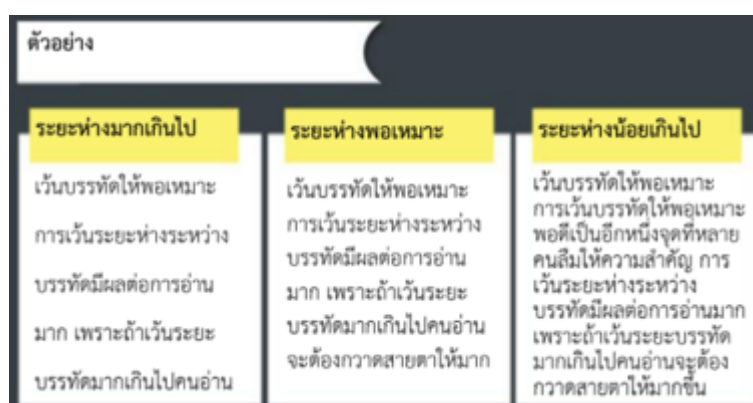 ตัวอย่าง
ระยะห่างมากเกินไป
เว้นบรรทัดให้พอเหมาะ
การเว้นระยะห่างระหว่าง
บรรทัดมีผลต่อการอ่าน
มาก เพราะถ้าเว้นระยะ
บรรทัดมากเกินไปคนอ่าน
ระยะห่างพอเหมาะ
เว้นบรรทัดให้พอเหมาะ
การเว้นระยะห่างระหว่าง
บรรทัดมีผลต่อการอ่าน
มาก เพราะถ้าเว้นระยะ
บรรทัดมากเกินไปคนอ่าน
จะต้องกวาดสายตาให้มาก
ระยะห่างน้อยเกินไป
เว้นบรรทัดให้พอเหมาะ
การเว้นบรรทัดให้พอเหมาะ
พอดีเป็นอีกหนึ่งจุดที่หลาย
คนลืมให้ความสำคัญ การ
เว้นระยะห่างระหว่าง
บรรทัดมีผลต่อการอ่านมาก
เพราะถ้าเว้นระยะบรรทัด
มากเกินไปคนอ่านจะต้อง
กวาดสายตาให้มากขึ้น